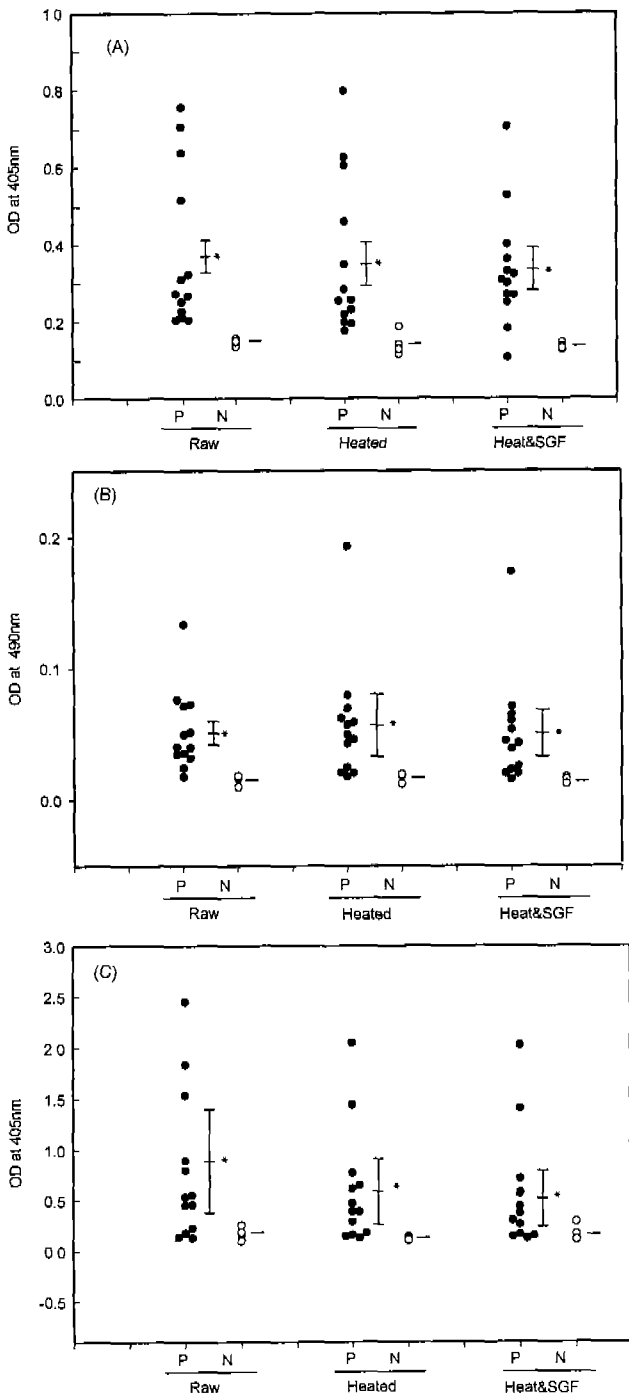 (A)
OD at 405nm
1.0
0.8
0.6
0.4
0.2
0.0
* * *
P N P N P N
Raw Heated Heat&SGF
(B)
OD at 490nm
0.2
0.1
0.0
* * *
P N P N P N
Raw Heated Heat&SGF
(C)
OD at 405nm
3.0
2.5
2.0
1.5
1.0
0.5
0.0
-0.5
* * *
P N P N P N
Raw Heated Heat&SGF